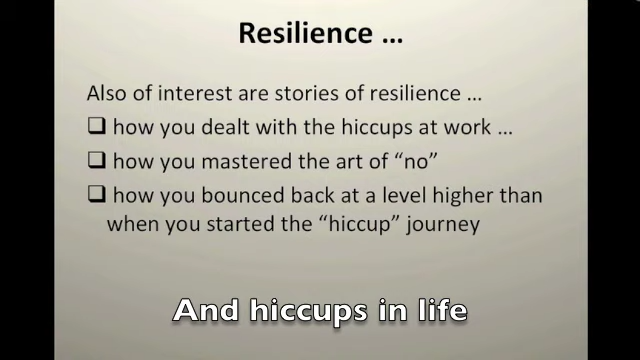 Resilience …
Also of interest are stories of resilience …
❑ how you dealt with the hiccups at work …
❑ how you mastered the art of “no”
❑ how you bounced back at a level higher than
when you started the “hiccup” journey
And hiccups in life